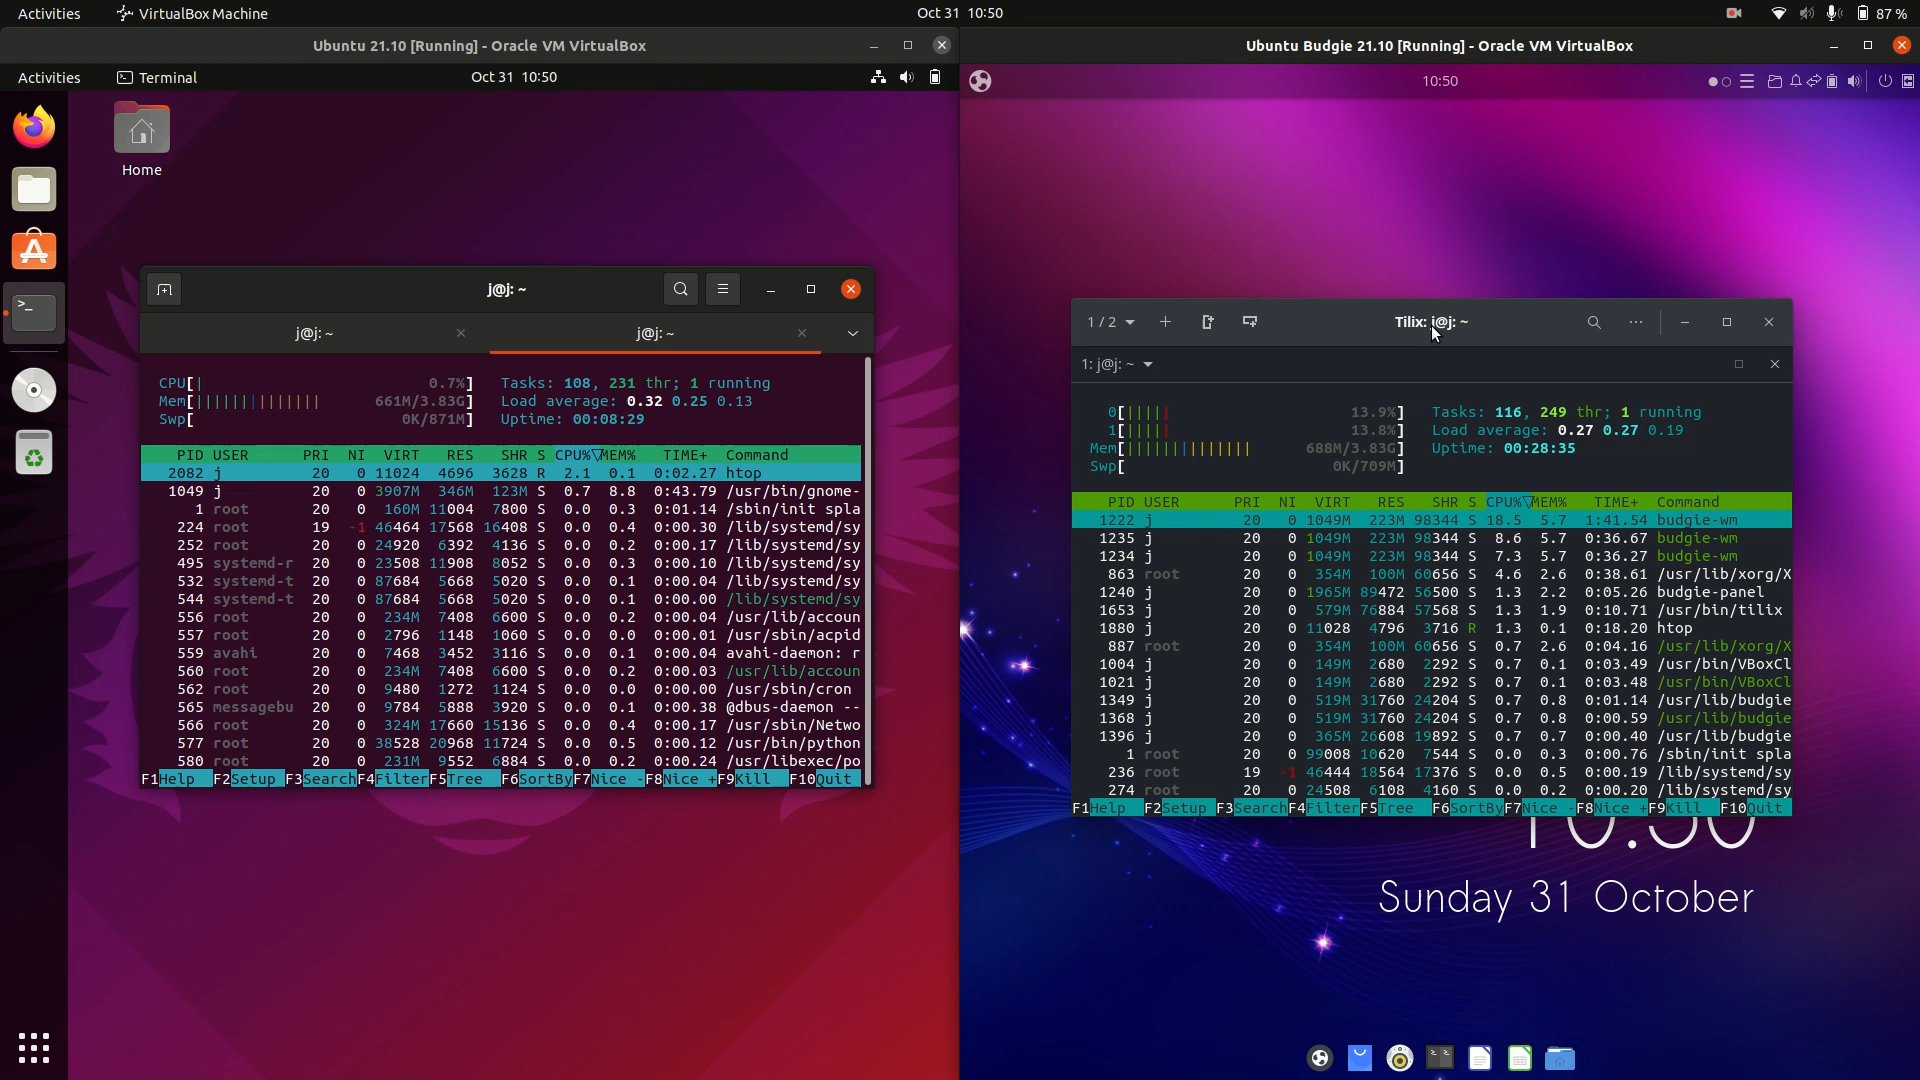 Activities VirtualBox Machine Oct 31 10:50 87 %
Ubuntu 21.10 [Running] - Oracle VM VirtualBox
Activities Terminal Oct 31 10:50
Home
j@j: ~
j@j: ~ j@j: ~
CPU[| 0.7%] Tasks: 108, 231 thr; 1 running
Mem[|||||||||||||| 661M/3.83G] Load average: 0.32 0.25 0.13
Swp[ 0K/871M] Uptime: 00:08:29
PID USER PRI NI VIRT RES SHR S CPU%▽MEM% TIME+ Command
2082 j 20 0 11024 4696 3628 R 2.1 0.1 0:02.27 htop
1049 j 20 0 3907M 346M 123M S 0.7 8.8 0:43.79 /usr/bin/gnome-
1 root 20 0 160M 11004 7800 S 0.0 0.3 0:01.14 /sbin/init spla
224 root 19 -1 46464 17568 16408 S 0.0 0.4 0:00.30 /lib/systemd/sy
252 root 20 0 24920 6392 4136 S 0.0 0.2 0:00.17 /lib/systemd/sy
495 systemd-r 20 0 23508 11908 8052 S 0.0 0.3 0:00.10 /lib/systemd/sy
532 systemd-t 20 0 87684 5668 5020 S 0.0 0.1 0:00.04 /lib/systemd/sy
544 systemd-t 20 0 87684 5668 5020 S 0.0 0.1 0:00.00 /lib/systemd/sy
556 root 20 0 234M 7408 6600 S 0.0 0.2 0:00.04 /usr/lib/accoun
557 root 20 0 2796 1148 1060 S 0.0 0.0 0:00.01 /usr/sbin/acpid
559 avahi 20 0 7468 3452 3116 S 0.0 0.1 0:00.04 avahi-daemon: r
560 root 20 0 234M 7408 6600 S 0.0 0.2 0:00.03 /usr/lib/accoun
562 root 20 0 9480 1272 1124 S 0.0 0.0 0:00.00 /usr/sbin/cron
565 messagebu 20 0 9784 5888 3920 S 0.0 0.1 0:00.38 @dbus-daemon --
566 root 20 0 324M 17660 15136 S 0.0 0.4 0:00.17 /usr/sbin/Netwo
577 root 20 0 38528 20968 11724 S 0.0 0.5 0:00.12 /usr/bin/python
580 root 20 0 231M 9552 6884 S 0.0 0.2 0:00.24 /usr/libexec/po
F1Help F2Setup F3SearchF4FilterF5Tree F6SortByF7Nice -F8Nice +F9Kill F10Quit
Ubuntu Budgie 21.10 [Running] - Oracle VM VirtualBox
10:50
1 / 2 Tilix: j@j: ~
1: j@j: ~
0[||||| 13.9%] Tasks: 116, 249 thr; 1 running
1[||||| 13.8%] Load average: 0.27 0.27 0.19
Mem[|||||||||||||| 688M/3.83G] Uptime: 00:28:35
Swp[ 0K/709M]
PID USER PRI NI VIRT RES SHR S CPU%▽MEM% TIME+ Command
1222 j 20 0 1049M 223M 98344 S 18.5 5.7 1:41.54 budgie-wm
1235 j 20 0 1049M 223M 98344 S 8.6 5.7 0:36.67 budgie-wm
1234 j 20 0 1049M 223M 98344 S 7.3 5.7 0:36.27 budgie-wm
863 root 20 0 354M 100M 60656 S 4.6 2.6 0:38.61 /usr/lib/xorg/X
1240 j 20 0 1965M 89472 56500 S 1.3 2.2 0:05.26 budgie-panel
1653 j 20 0 579M 76884 57568 S 1.3 1.9 0:10.71 /usr/bin/tilix
1880 j 20 0 11028 4796 3716 R 1.3 0.1 0:18.20 htop
887 root 20 0 354M 100M 60656 S 0.7 2.6 0:04.16 /usr/lib/xorg/X
1004 j 20 0 149M 2680 2292 S 0.7 0.1 0:03.49 /usr/bin/VBoxCl
1021 j 20 0 149M 2680 2292 S 0.7 0.1 0:03.48 /usr/bin/VBoxCl
1349 j 20 0 519M 31760 24204 S 0.7 0.8 0:01.14 /usr/lib/budgie
1368 j 20 0 519M 31760 24204 S 0.7 0.8 0:00.59 /usr/lib/budgie
1396 j 20 0 365M 26608 19892 S 0.7 0.7 0:00.40 /usr/lib/budgie
1 root 20 0 99008 10620 7544 S 0.0 0.3 0:00.76 /sbin/init spla
236 root 19 -1 46444 18564 17376 S 0.0 0.5 0:00.19 /lib/systemd/sy
274 root 20 0 24508 6108 4160 S 0.0 0.2 0:00.20 /lib/systemd/sy
F1Help F2Setup F3SearchF4FilterF5Tree F6SortByF7Nice -F8Nice +F9Kill F10Quit
10:50
Sunday 31 October